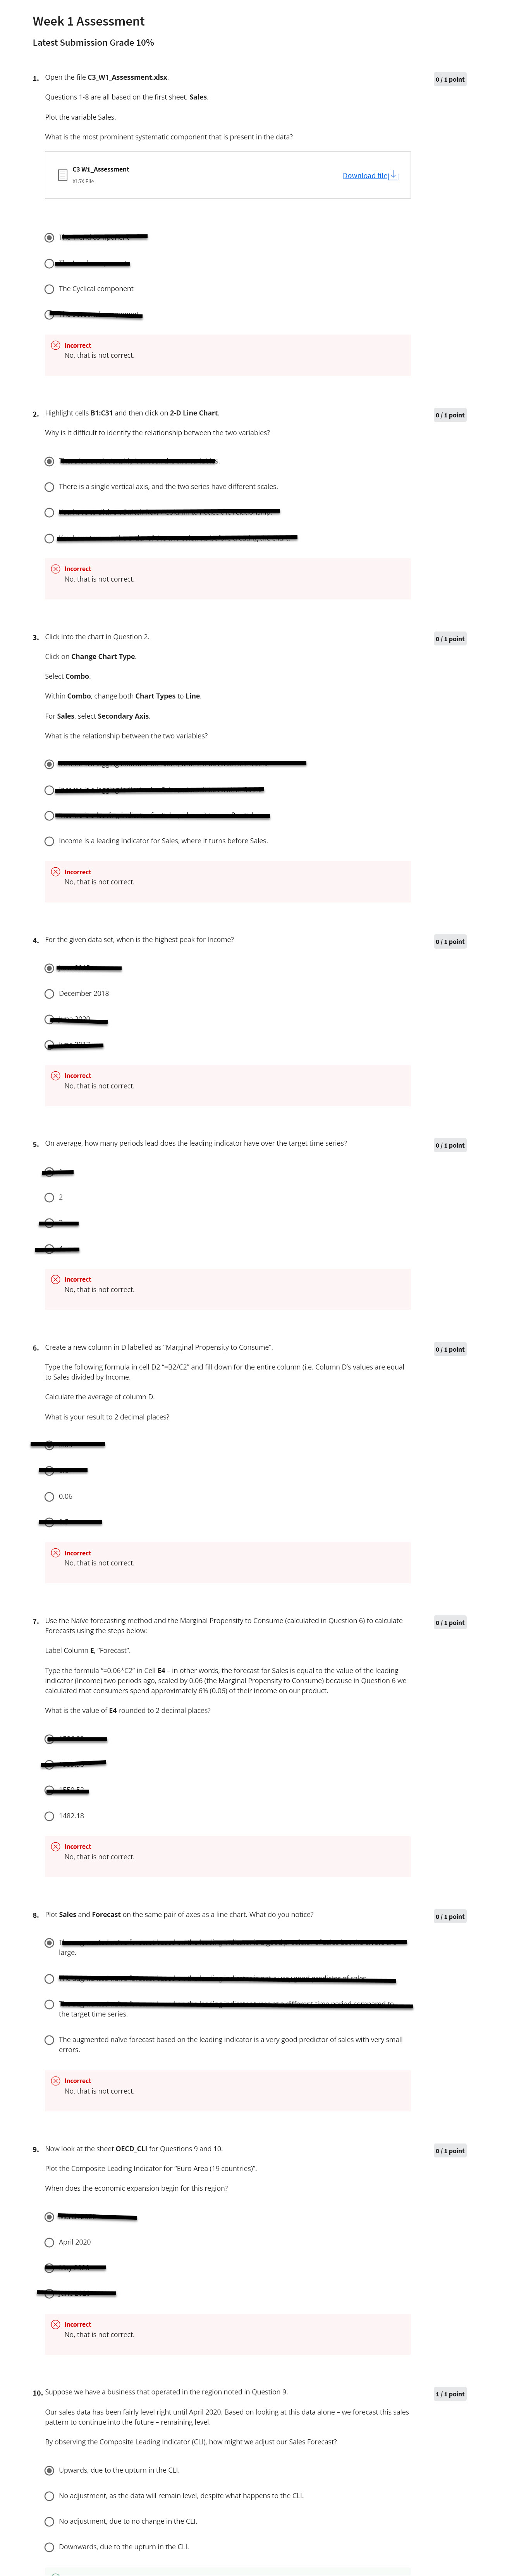 Week 1 Assessment
Latest Submission Grade 10%
1. Open the file C3_W1_Assessment.xlsx.
0 / 1 point
Questions 1-8 are all based on the first sheet, Sales.
Plot the variable Sales.
What is the most prominent systematic component that is present in the data?
C3 W1_Assessment
XLSX File
Download file
The Cyclical component
Incorrect
No, that is not correct.
2. Highlight cells B1:C31 and then click on 2-D Line Chart.
0 / 1 point
Why is it difficult to identify the relationship between the two variables?
There is a single vertical axis, and the two series have different scales.
Incorrect
No, that is not correct.
3. Click into the chart in Question 2.
0 / 1 point
Click on Change Chart Type.
Select Combo.
Within Combo, change both Chart Types to Line.
For Sales, select Secondary Axis.
What is the relationship between the two variables?
Income is a leading indicator for Sales, where it turns before Sales.
Incorrect
No, that is not correct.
4. For the given data set, when is the highest peak for Income?
0 / 1 point
December 2018
Incorrect
No, that is not correct.
5. On average, how many periods lead does the leading indicator have over the target time series?
0 / 1 point
2
Incorrect
No, that is not correct.
6. Create a new column in D labelled as “Marginal Propensity to Consume”.
0 / 1 point
Type the following formula in cell D2 “=B2/C2” and fill down for the entire column (i.e. Column D’s values are equal
to Sales divided by Income.
Calculate the average of column D.
What is your result to 2 decimal places?
0.06
Incorrect
No, that is not correct.
7. Use the Naïve forecasting method and the Marginal Propensity to Consume (calculated in Question 6) to calculate
0 / 1 point
Forecasts using the steps below:
Label Column E, “Forecast”.
Type the formula “=0.06*C2” in Cell E4 – in other words, the forecast for Sales is equal to the value of the leading
indicator (Income) two periods ago, scaled by 0.06 (the Marginal Propensity to Consume) because in Question 6 we
calculated that consumers spend approximately 6% (0.06) of their income on our product.
What is the value of E4 rounded to 2 decimal places?
1482.18
Incorrect
No, that is not correct.
8. Plot Sales and Forecast on the same pair of axes as a line chart. What do you notice?
0 / 1 point
large.
the target time series.
The augmented naïve forecast based on the leading indicator is a very good predictor of sales with very small
errors.
Incorrect
No, that is not correct.
9. Now look at the sheet OECD_CLI for Questions 9 and 10.
0 / 1 point
Plot the Composite Leading Indicator for “Euro Area (19 countries)”.
When does the economic expansion begin for this region?
April 2020
Incorrect
No, that is not correct.
10. Suppose we have a business that operated in the region noted in Question 9.
1 / 1 point
Our sales data has been fairly level right until April 2020. Based on looking at this data alone – we forecast this sales
pattern to continue into the future – remaining level.
By observing the Composite Leading Indicator (CLI), how might we adjust our Sales Forecast?
Upwards, due to the upturn in the CLI.
No adjustment, as the data will remain level, despite what happens to the CLI.
No adjustment, due to no change in the CLI.
Downwards, due to the upturn in the CLI.